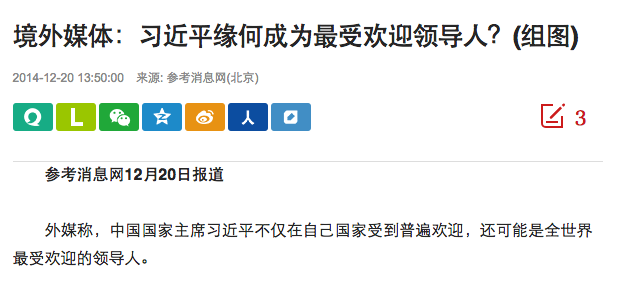 境外媒体：习近平缘何成为最受欢迎领导人？(组图)
2014-12-20 13:50:00 来源: 参考消息网(北京)
3
参考消息网12月20日报道
外媒称，中国国家主席习近平不仅在自己国家受到普遍欢迎，还可能是全世界
最受欢迎的领导人。